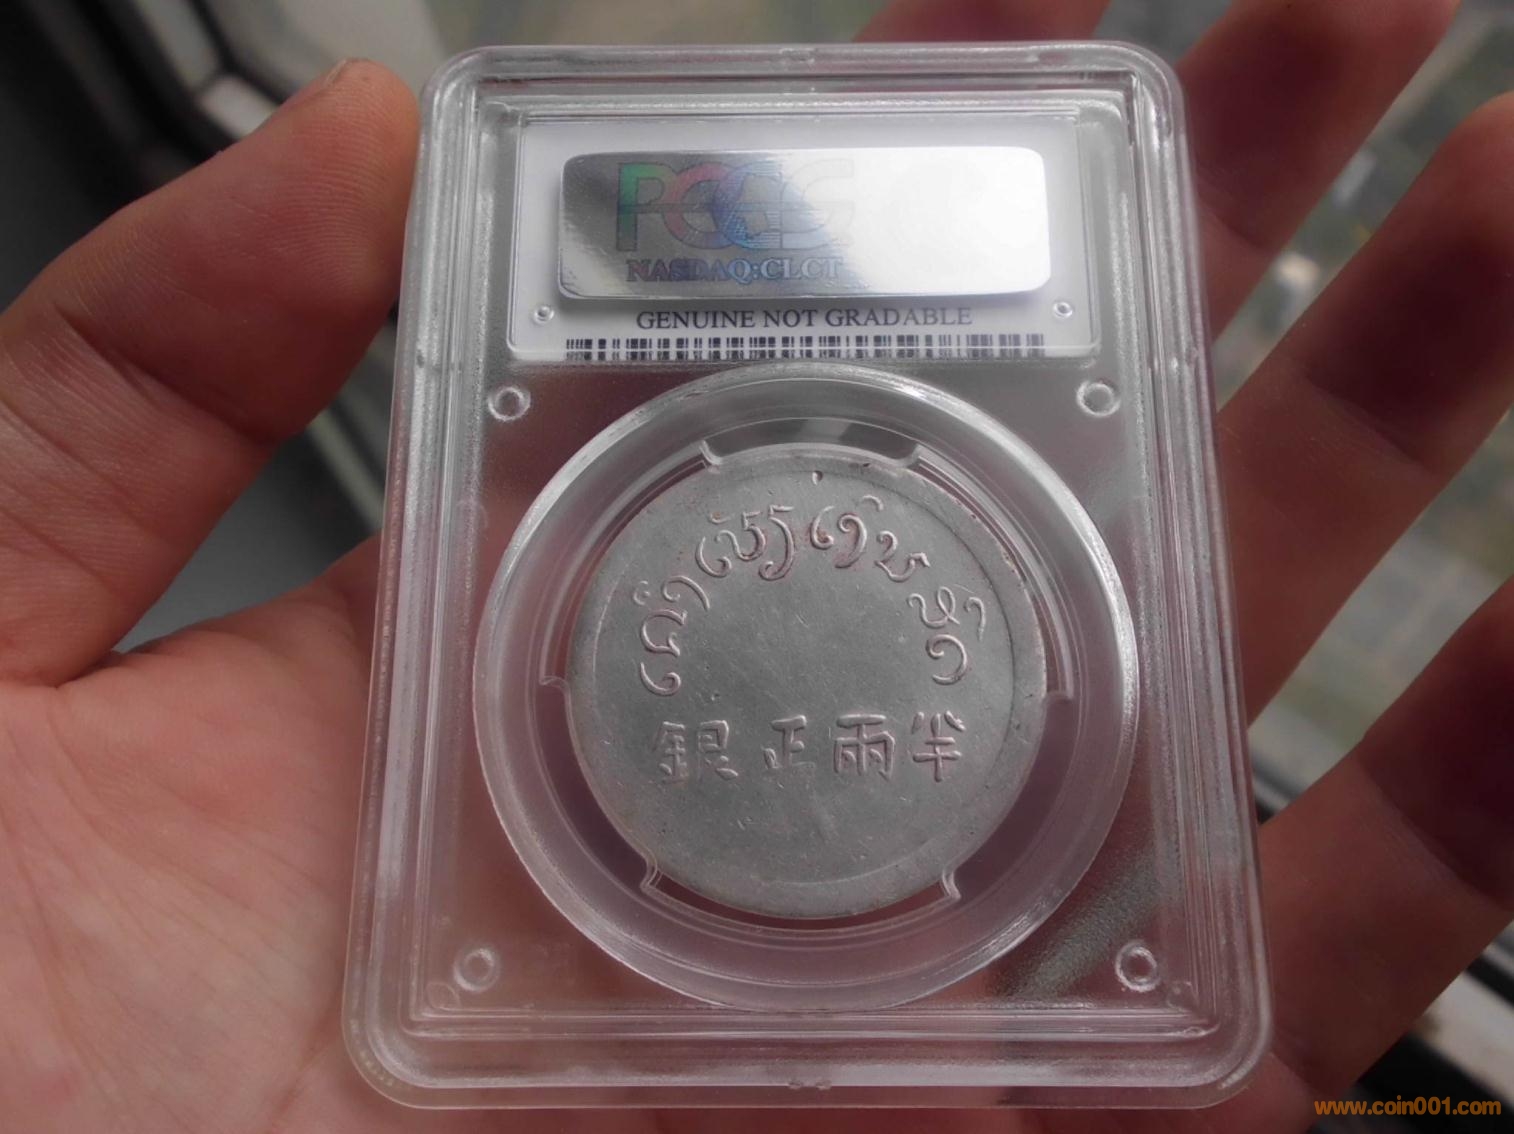 PCGS
NASDAQ:CLCT
GENUINE NOT GRADABLE
銀正兩半
www.coin001.com